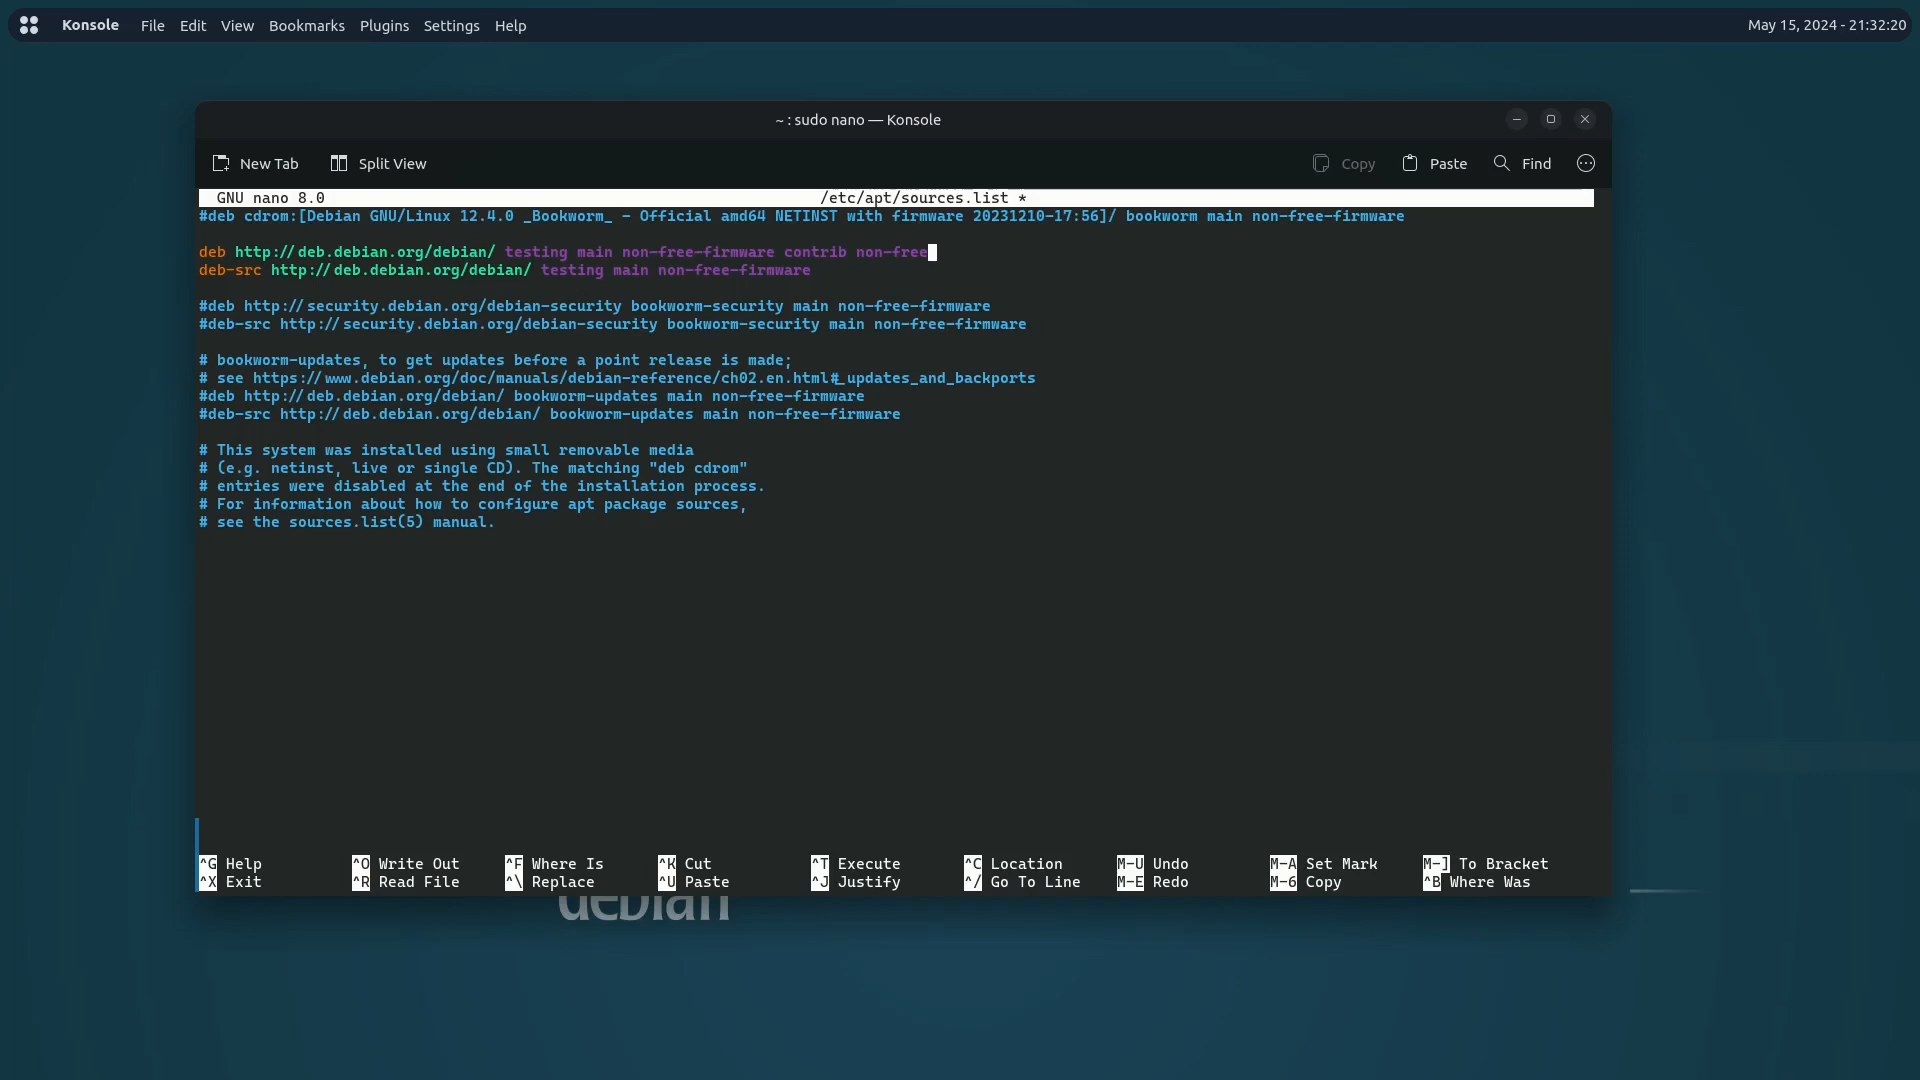 Konsole File Edit View Bookmarks Plugins Settings Help May 15, 2024 - 21:32:20
~ : sudo nano — Konsole
New Tab Split View Copy Paste Find
GNU nano 8.0 /etc/apt/sources.list *
#deb cdrom:[Debian GNU/Linux 12.4.0 _Bookworm_ - Official amd64 NETINST with firmware 20231210-17:56]/ bookworm main non-free-firmware
deb http://deb.debian.org/debian/ testing main non-free-firmware contrib non-free
deb-src http://deb.debian.org/debian/ testing main non-free-firmware
#deb http://security.debian.org/debian-security bookworm-security main non-free-firmware
#deb-src http://security.debian.org/debian-security bookworm-security main non-free-firmware
# bookworm-updates, to get updates before a point release is made;
# see https://www.debian.org/doc/manuals/debian-reference/ch02.en.html#_updates_and_backports
#deb http://deb.debian.org/debian/ bookworm-updates main non-free-firmware
#deb-src http://deb.debian.org/debian/ bookworm-updates main non-free-firmware
# This system was installed using small removable media
# (e.g. netinst, live or single CD). The matching "deb cdrom"
# entries were disabled at the end of the installation process.
# For information about how to configure apt package sources,
# see the sources.list(5) manual.
^G Help ^O Write Out ^F Where Is ^K Cut ^T Execute ^C Location M-U Undo M-A Set Mark M-] To Bracket
^X Exit ^R Read File ^\ Replace ^U Paste ^J Justify ^/ Go To Line M-E Redo M-6 Copy ^B Where Was
debian